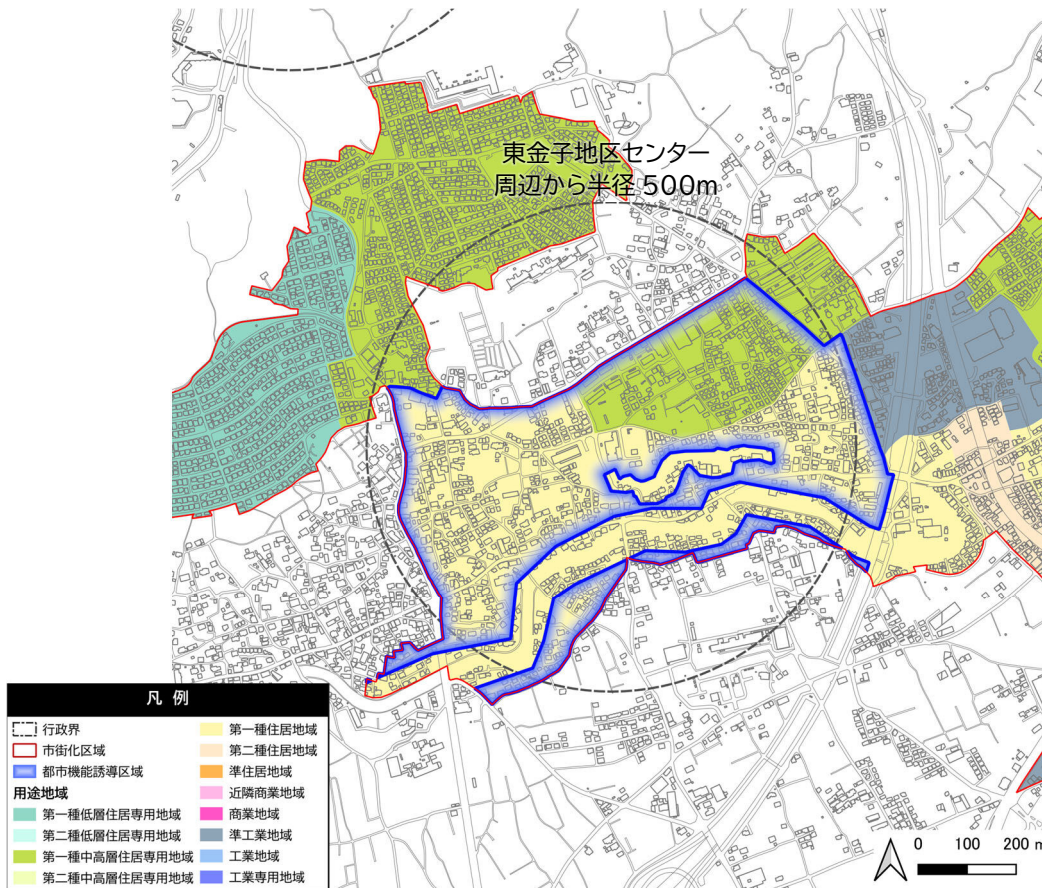 東金子地区センター
周辺から半径 500m
凡 例
行政界
市街化区域
都市機能誘導区域
用途地域
第一種低層住居専用地域
第二種低層住居専用地域
第一種中高層住居専用地域
第二種中高層住居専用地域
第一種住居地域
第二種住居地域
準住居地域
近隣商業地域
商業地域
準工業地域
工業地域
工業専用地域
0 100 200 m